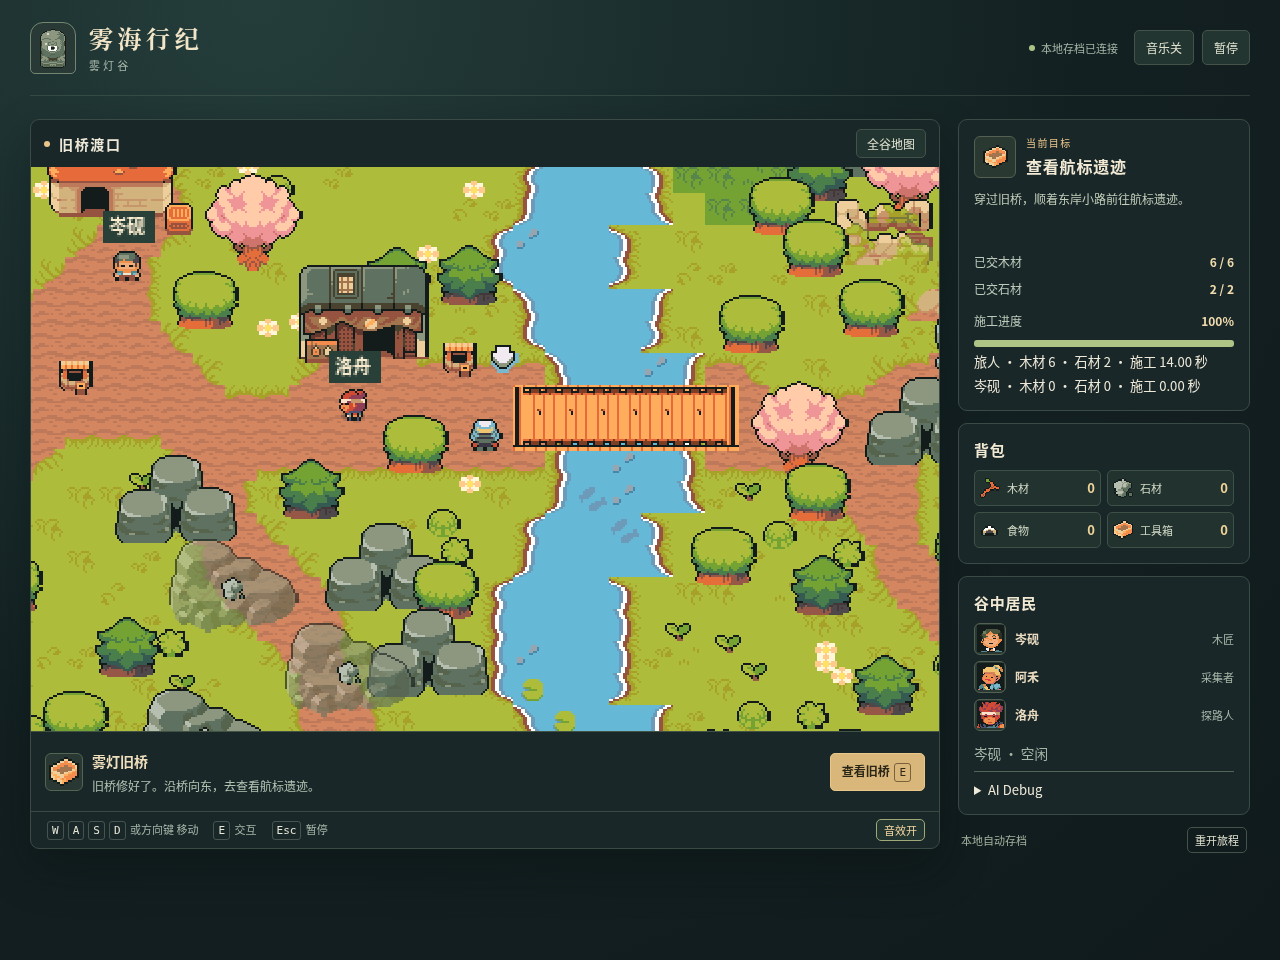 雾海行纪
雾灯谷
本地存档已连接
音乐关
暂停
旧桥渡口
全谷地图
岑砚
洛舟
雾灯旧桥
旧桥修好了。沿桥向东，去查看航标遗迹。
查看旧桥 E
W A S D 或方向键 移动 E 交互 Esc 暂停
音效开
当前目标
查看航标遗迹
穿过旧桥，顺着东岸小路前往航标遗迹。
已交木材 6 / 6
已交石材 2 / 2
施工进度 100%
旅人 · 木材 6 · 石材 2 · 施工 14.00 秒
岑砚 · 木材 0 · 石材 0 · 施工 0.00 秒
背包
木材 0 石材 0
食物 0 工具箱 0
谷中居民
岑砚 木匠
阿禾 采集者
洛舟 探路人
岑砚 · 空闲
▶ AI Debug
本地自动存档
重开旅程